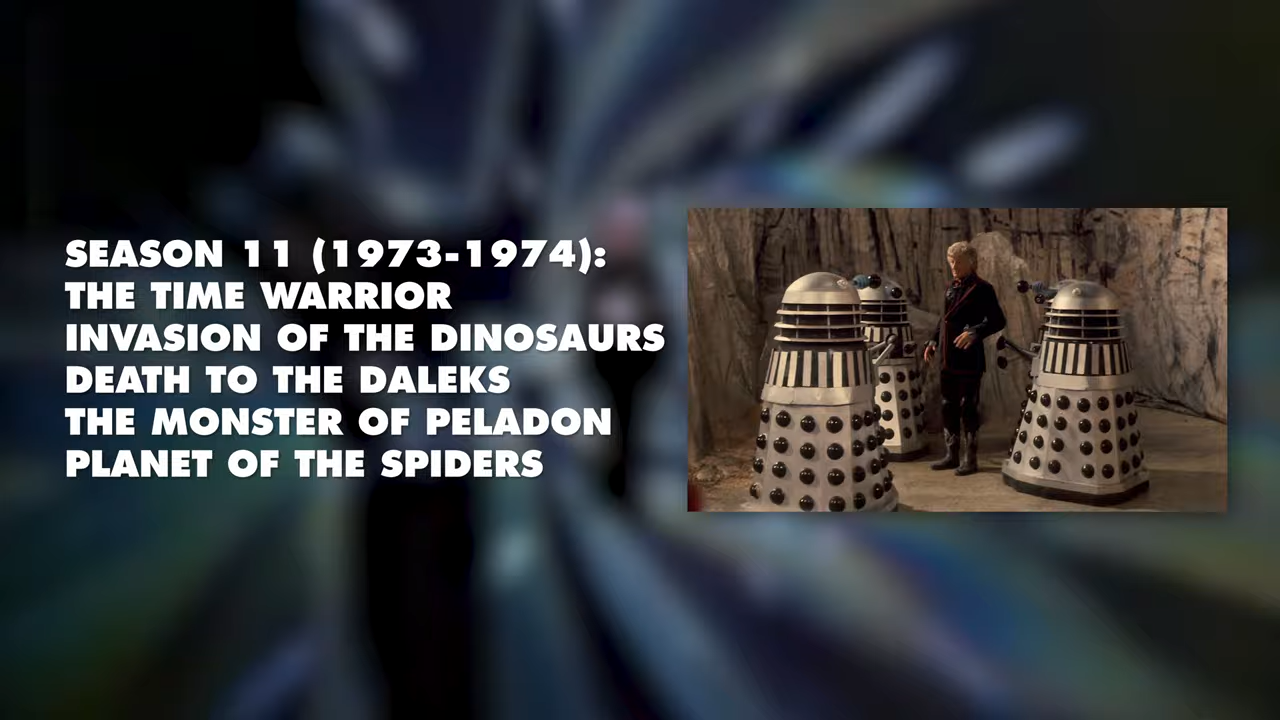 SEASON 11 (1973-1974):
THE TIME WARRIOR
INVASION OF THE DINOSAURS
DEATH TO THE DALEKS
THE MONSTER OF PELADON
PLANET OF THE SPIDERS